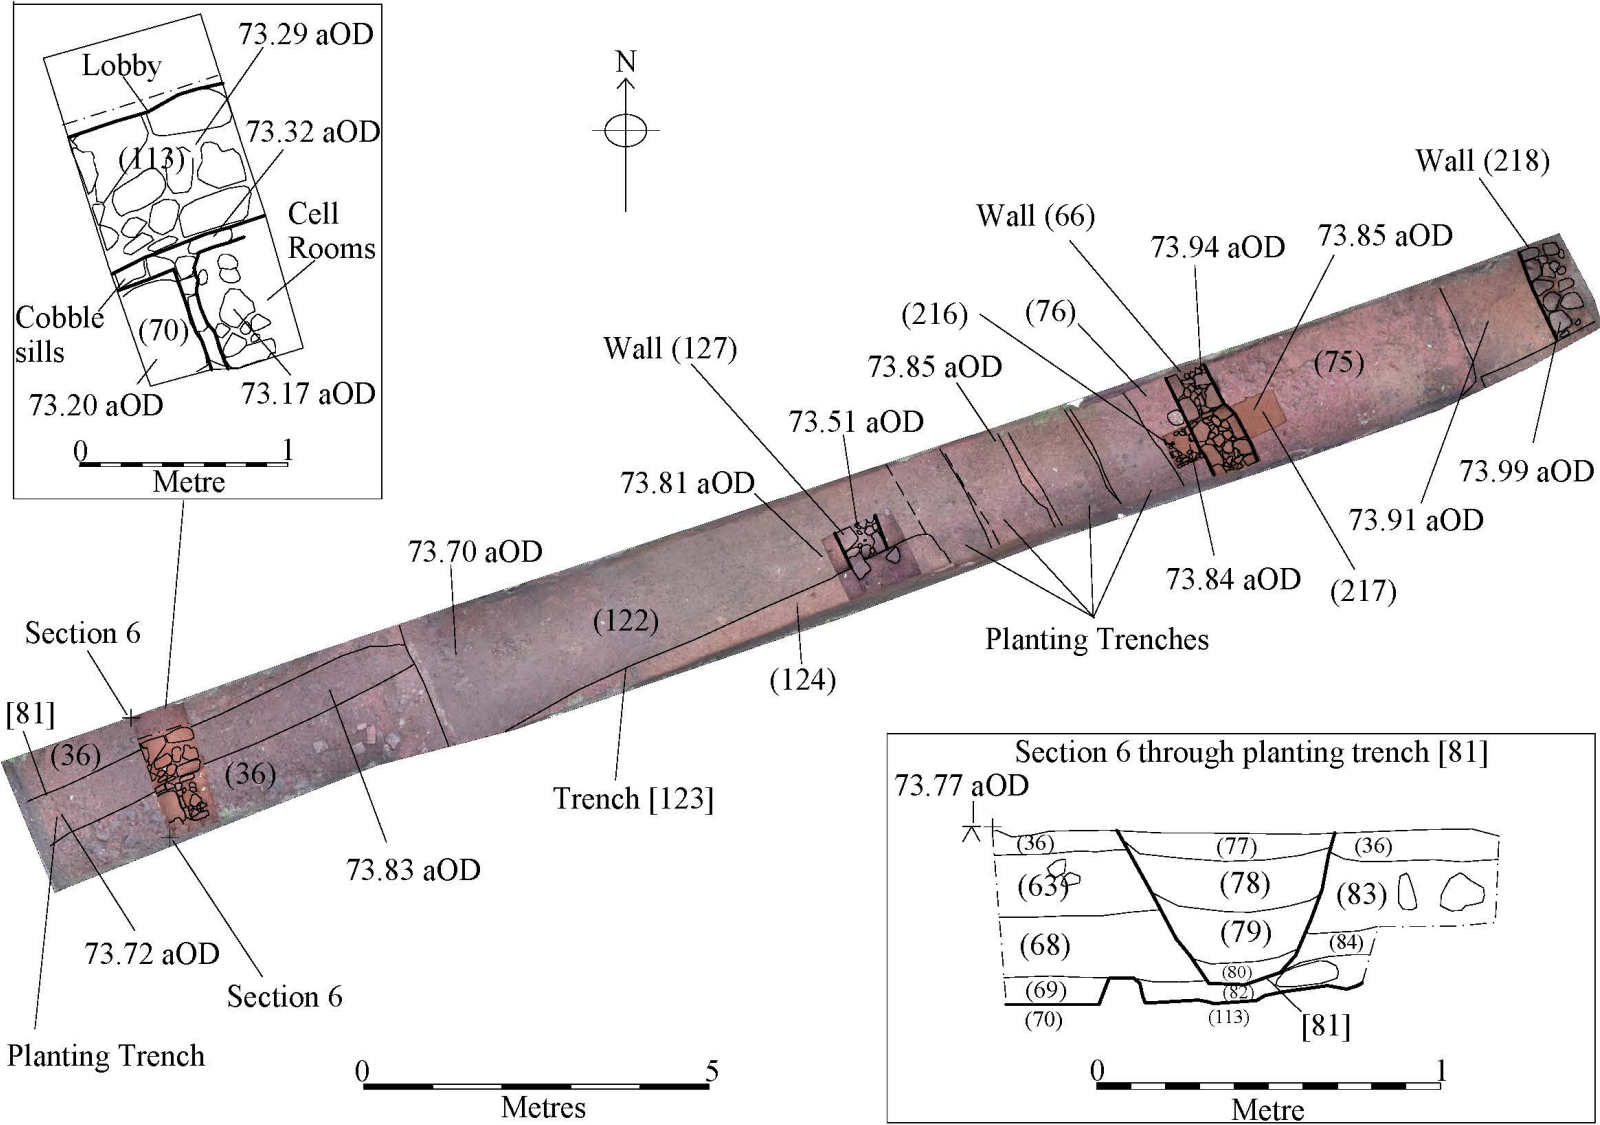 73.29 aOD
Lobby
73.32 aOD
(113)
Cell
Rooms
Cobble
sills
(70)
73.20 aOD
73.17 aOD
0 1
Metre
N
Wall (218)
Wall (66)
73.94 aOD
73.85 aOD
(216)
(76)
Wall (127)
73.85 aOD
(75)
73.51 aOD
73.81 aOD
73.99 aOD
73.91 aOD
73.70 aOD
73.84 aOD
(217)
(122)
Planting Trenches
Section 6
(124)
[81]
(36)
(36)
Trench [123]
73.83 aOD
73.72 aOD
Section 6
Planting Trench
0 5
Metres
Section 6 through planting trench [81]
73.77 aOD
(36)
(77)
(36)
(63)
(78)
(83)
(68)
(79)
(84)
(80)
(69)
(82)
(70)
(113)
[81]
0 1
Metre